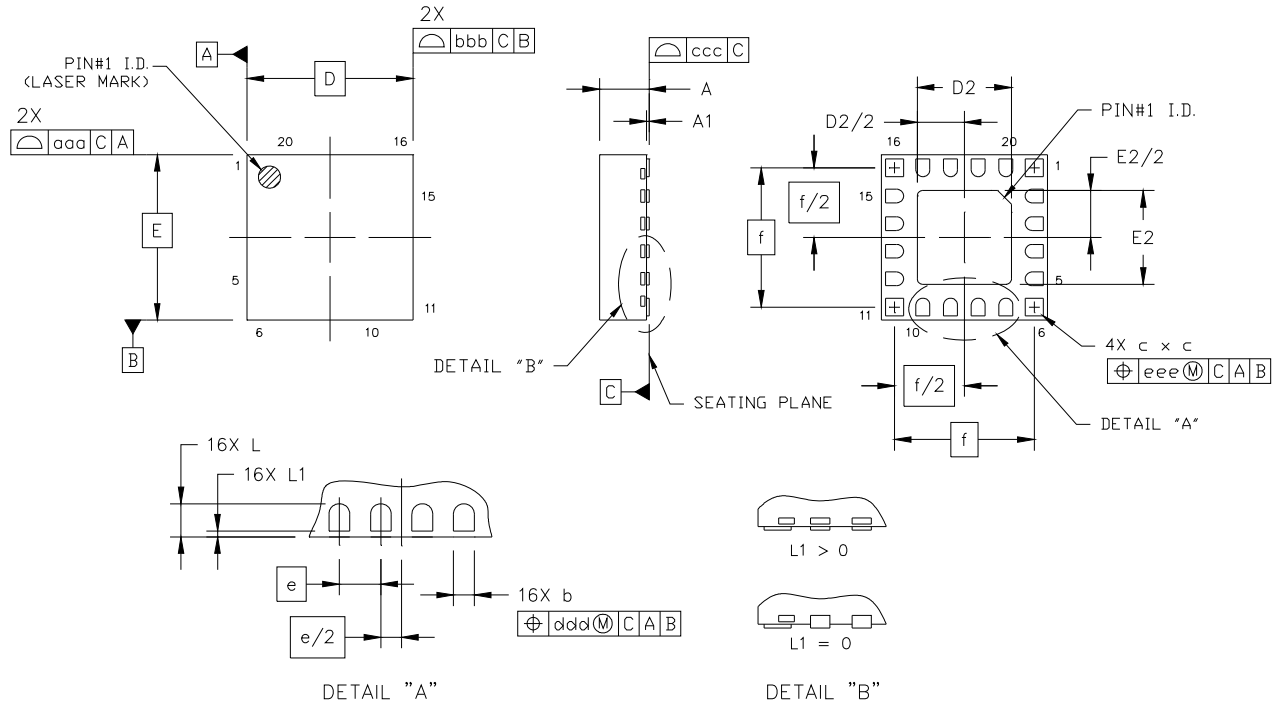 2X
bbb C B
A
PIN#1 I.D.
(LASER MARK)
D
2X
aaa C A
20
16
1
15
E
5
11
6
10
B
ccc C
A
A1
DETAIL "B"
C
SEATING PLANE
D2
D2/2
PIN#1 I.D.
16
20
1
E2/2
15
f/2
f
E2
5
11
10
6
4X c x c
eee M C A B
f/2
DETAIL "A"
f
16X L
16X L1
e
16X b
ddd M C A B
e/2
DETAIL "A"
L1 > 0
L1 = 0
DETAIL "B"